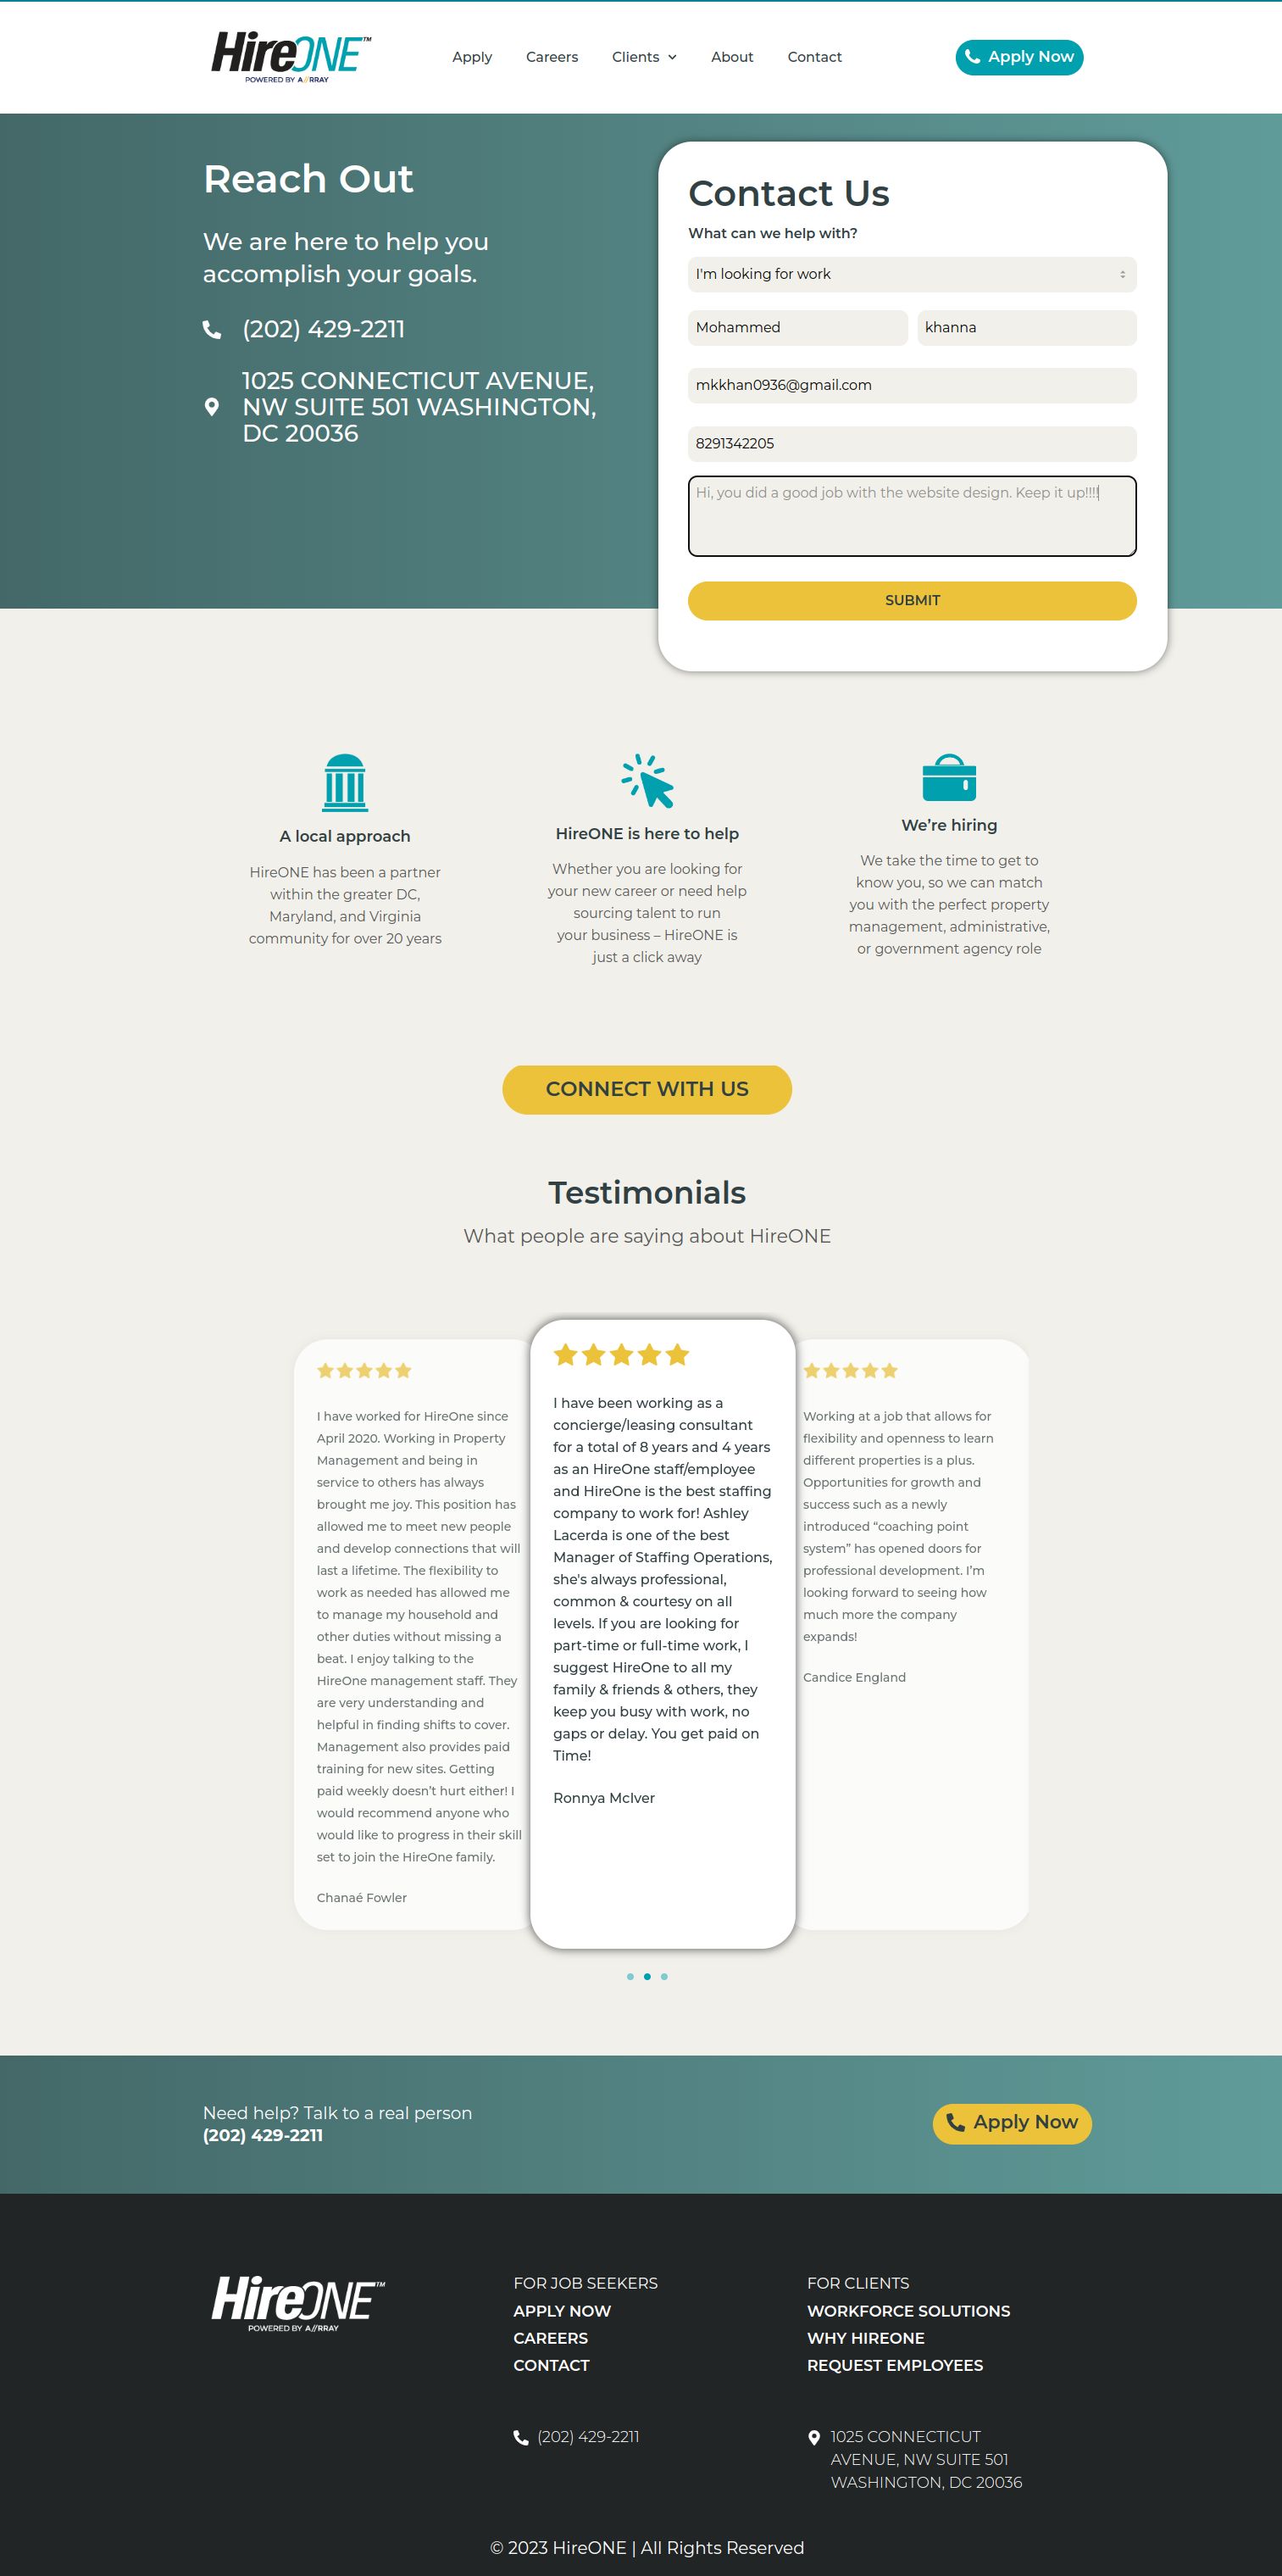 HireONE™
POWERED BY A//RRAY
Apply
Careers
Clients
About
Contact
Apply Now
Reach Out
We are here to help you
accomplish your goals.
(202) 429-2211
1025 CONNECTICUT AVENUE,
NW SUITE 501 WASHINGTON,
DC 20036
Contact Us
What can we help with?
I'm looking for work
Mohammed
khanna
mkkhan0936@gmail.com
8291342205
Hi, you did a good job with the website design. Keep it up!!!!
SUBMIT
A local approach
HireONE has been a partner
within the greater DC,
Maryland, and Virginia
community for over 20 years
HireONE is here to help
Whether you are looking for
your new career or need help
sourcing talent to run
your business – HireONE is
just a click away
We’re hiring
We take the time to get to
know you, so we can match
you with the perfect property
management, administrative,
or government agency role
CONNECT WITH US
Testimonials
What people are saying about HireONE
I have worked for HireOne since
April 2020. Working in Property
Management and being in
service to others has always
brought me joy. This position has
allowed me to meet new people
and develop connections that will
last a lifetime. The flexibility to
work as needed has allowed me
to manage my household and
other duties without missing a
beat. I enjoy talking to the
HireOne management staff. They
are very understanding and
helpful in finding shifts to cover.
Management also provides paid
training for new sites. Getting
paid weekly doesn’t hurt either! I
would recommend anyone who
would like to progress in their skill
set to join the HireOne family.
Chanaé Fowler
I have been working as a
concierge/leasing consultant
for a total of 8 years and 4 years
as an HireOne staff/employee
and HireOne is the best staffing
company to work for! Ashley
Lacerda is one of the best
Manager of Staffing Operations,
she's always professional,
common & courtesy on all
levels. If you are looking for
part-time or full-time work, I
suggest HireOne to all my
family & friends & others, they
keep you busy with work, no
gaps or delay. You get paid on
Time!
Ronnya McIver
Working at a job that allows for
flexibility and openness to learn
different properties is a plus.
Opportunities for growth and
success such as a newly
introduced “coaching point
system” has opened doors for
professional development. I’m
looking forward to seeing how
much more the company
expands!
Candice England
Need help? Talk to a real person
(202) 429-2211
Apply Now
HireONE™
POWERED BY A//RRAY
FOR JOB SEEKERS
APPLY NOW
CAREERS
CONTACT
(202) 429-2211
FOR CLIENTS
WORKFORCE SOLUTIONS
WHY HIREONE
REQUEST EMPLOYEES
1025 CONNECTICUT
AVENUE, NW SUITE 501
WASHINGTON, DC 20036
© 2023 HireONE | All Rights Reserved